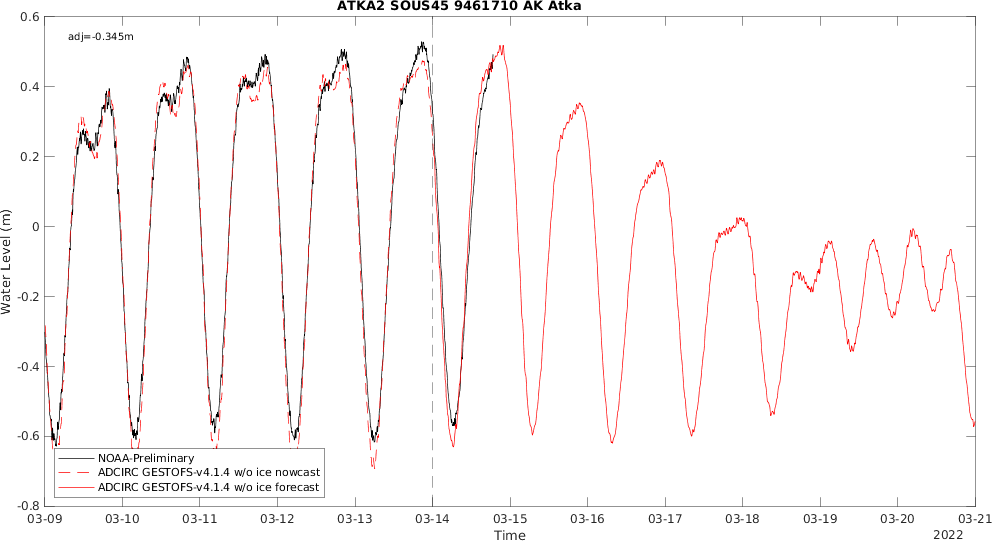 ATKA2 SOUS45 9461710 AK Atka
adj=-0.345m
0.6
0.4
0.2
0
-0.2
-0.4
-0.6
-0.8
Water Level (m)
NOAA-Preliminary
ADCIRC GESTOFS-v4.1.4 w/o ice nowcast
ADCIRC GESTOFS-v4.1.4 w/o ice forecast
03-09 03-10 03-11 03-12 03-13 03-14 03-15 03-16 03-17 03-18 03-19 03-20 03-21
Time
2022